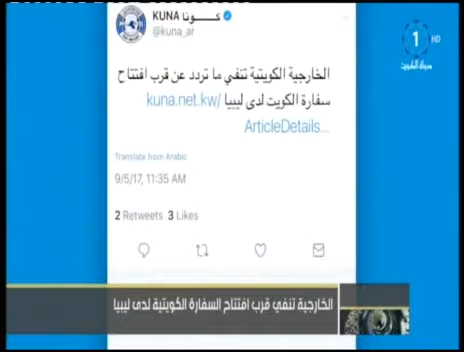 KUNA كـــونا
@kuna_ar
1
HD
دولة الكويت
الخارجية الكويتية تنفي ما تردد عن قرب افتتاح
سفارة الكويت لدى ليبيا kuna.net.kw/
ArticleDetails...
Translate from Arabic
9/5/17, 11:35 AM
2 Retweets 3 Likes
الخارجية تنفي قرب افتتاح السفارة الكويتية لدى ليبيا